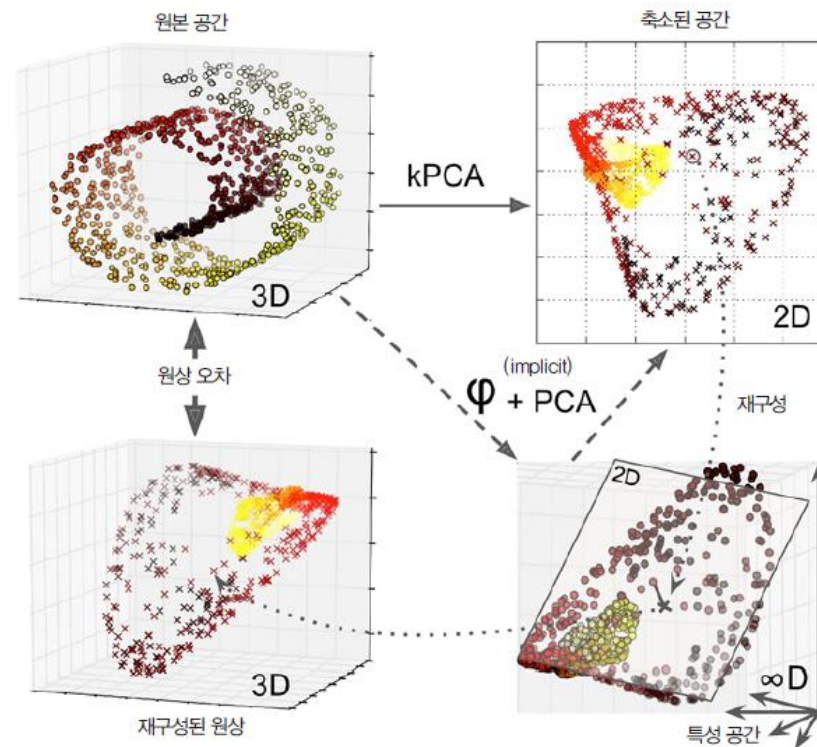 원본 공간
축소된 공간
3D
kPCA
2D
원상 오차
(implicit)
φ + PCA
재구성
3D
2D
∞D
재구성된 원상
특성 공간